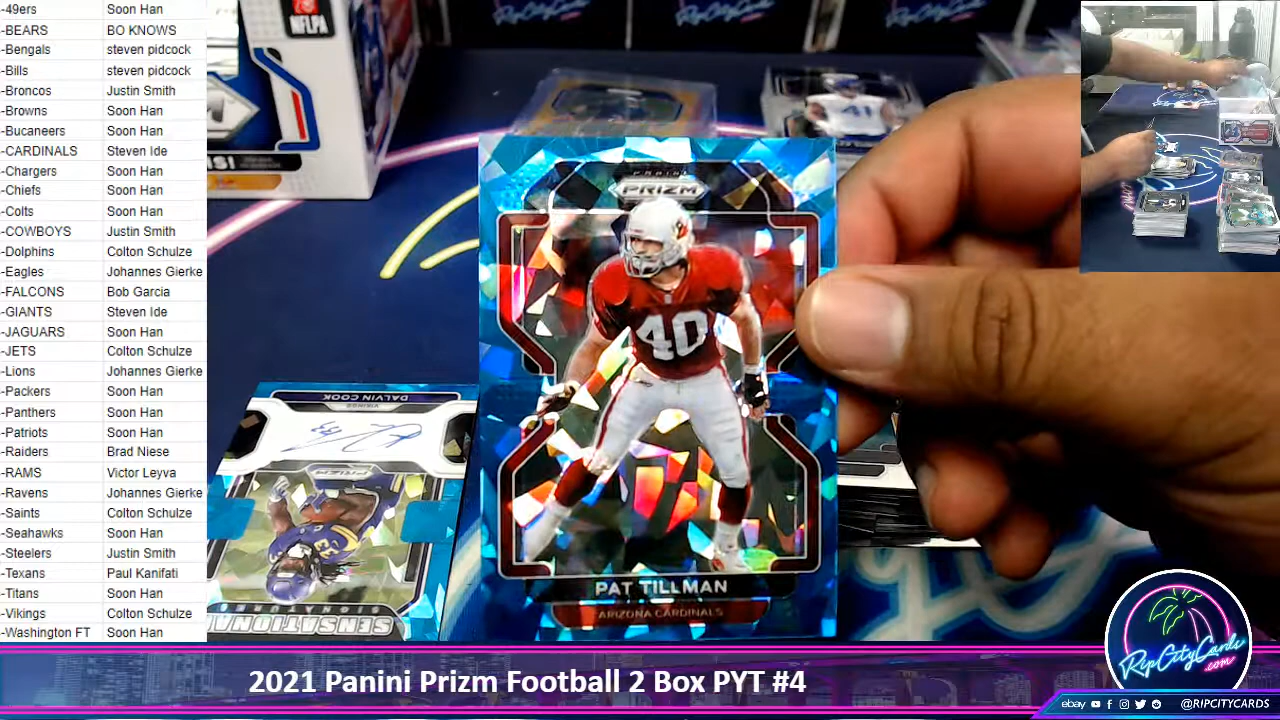 -49ers Soon Han
-BEARS BO KNOWS
-Bengals steven pidcock
-Bills steven pidcock
-Broncos Justin Smith
-Browns Soon Han
-Bucaneers Soon Han
-CARDINALS Steven Ide
-Chargers Soon Han
-Chiefs Soon Han
-Colts Soon Han
-COWBOYS Justin Smith
-Dolphins Colton Schulze
-Eagles Johannes Gierke
-FALCONS Bob Garcia
-GIANTS Steven Ide
-JAGUARS Soon Han
-JETS Colton Schulze
-Lions Johannes Gierke
-Packers Soon Han
-Panthers Soon Han
-Patriots Soon Han
-Raiders Brad Niese
-RAMS Victor Leyva
-Ravens Johannes Gierke
-Saints Colton Schulze
-Seahawks Soon Han
-Steelers Justin Smith
-Texans Paul Kanifati
-Titans Soon Han
-Vikings Colton Schulze
-Washington FT Soon Han
NFLPA
41
PANINI
PRIZM
40
PAT TILLMAN
ARIZONA CARDINALS
DALVIN COOK
VIKINGS
PRIZM
33
SENSATIONAL
SIGNATURES
RipCityCards
.com
2021 Panini Prizm Football 2 Box PYT #4
ebay @RIPCITYCARDS